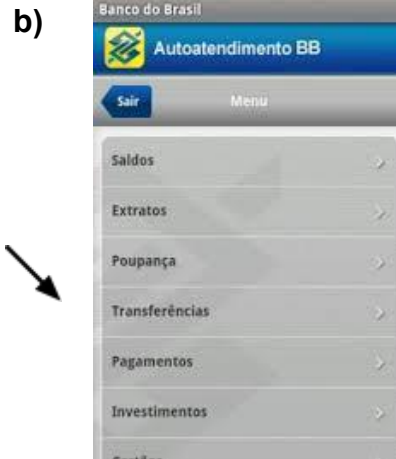 b)
Banco do Brasil
Autoatendimento BB
Sair
Menu
Saldos
Extratos
Poupança
Transferências
Pagamentos
Investimentos